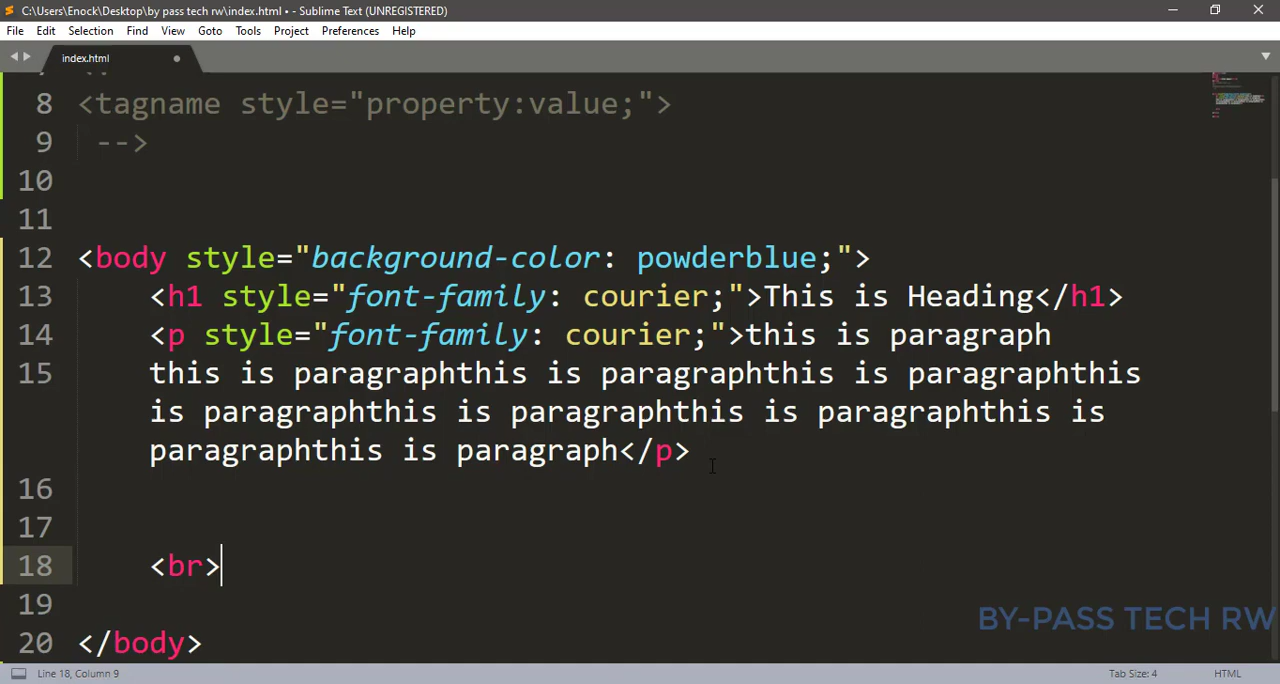 C:\Users\Enock\Desktop\by pass tech rw\index.html • - Sublime Text (UNREGISTERED)
File Edit Selection Find View Goto Tools Project Preferences Help
index.html
8 <tagname style="property:value;">
9 -->
10
11
12 <body style="background-color: powderblue;">
13 <h1 style="font-family: courier;">This is Heading</h1>
14 <p style="font-family: courier;">this is paragraph
15 this is paragraphthis is paragraphthis is paragraphthis
is paragraphthis is paragraphthis is paragraphthis is
paragraphthis is paragraph</p>
16
17
18 <br>
19
BY-PASS TECH RW
20 </body>
Line 18, Column 9 Tab Size: 4 HTML